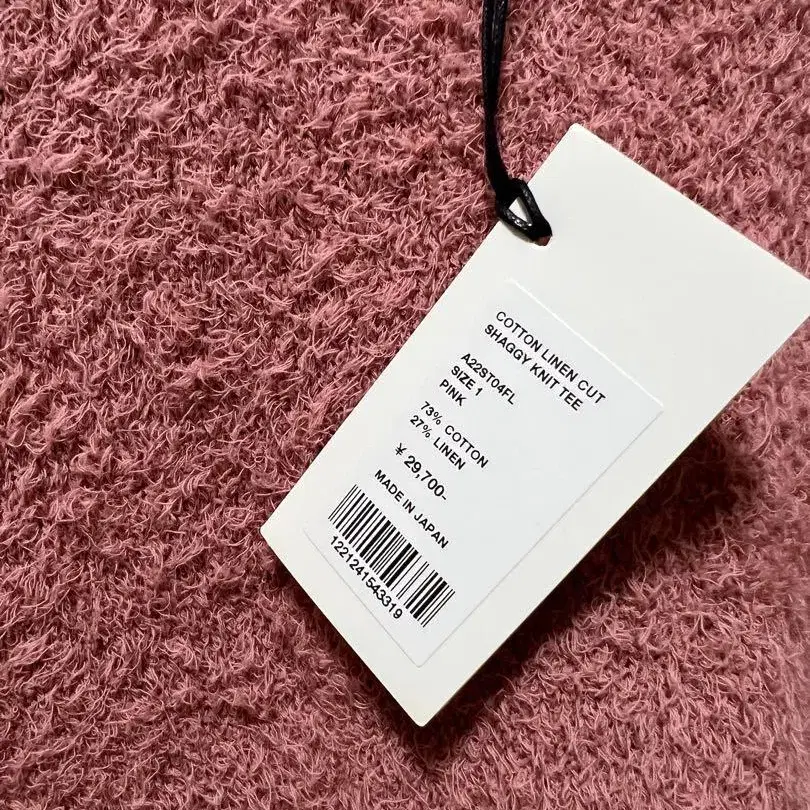 COTTON LINEN CUT
SHAGGY KNIT TEE
A22ST04FL
SIZE 1
PINK
73% COTTON
27% LINEN
¥ 29,700-
MADE IN JAPAN
1221241543319